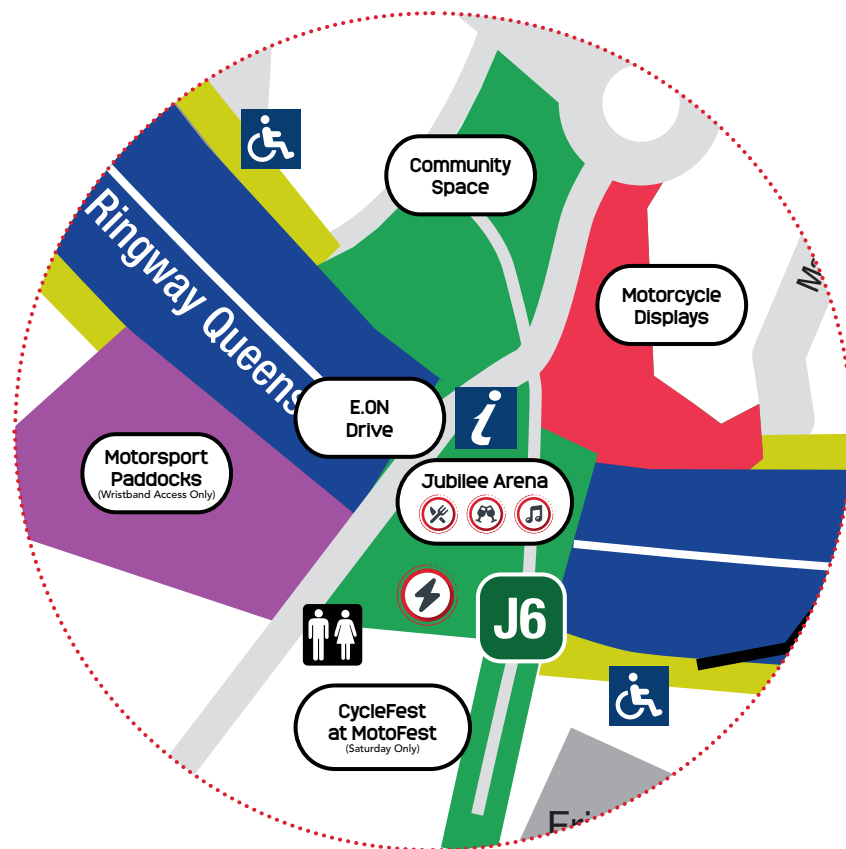 Community
Space
Ringway Queens
Motorcycle
Displays
E.ON
Drive
Motorsport
Paddocks
(Wristband Access Only)
Jubilee Arena
J6
CycleFest
at MotoFest
(Saturday Only)